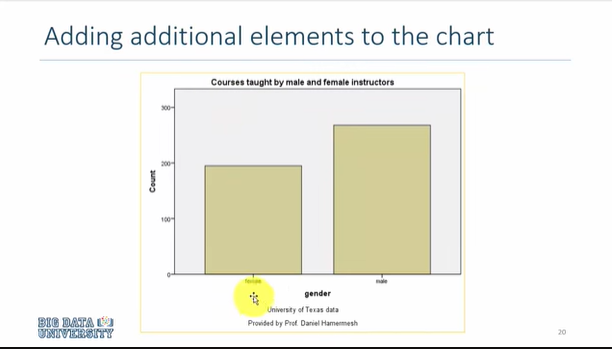 Adding additional elements to the chart
Courses taught by male and female instructors
300
200
100
0
Count
female
male
gender
University of Texas data
Provided by Prof. Daniel Hamermesh
BIG DATA
UNIVERSITY
20